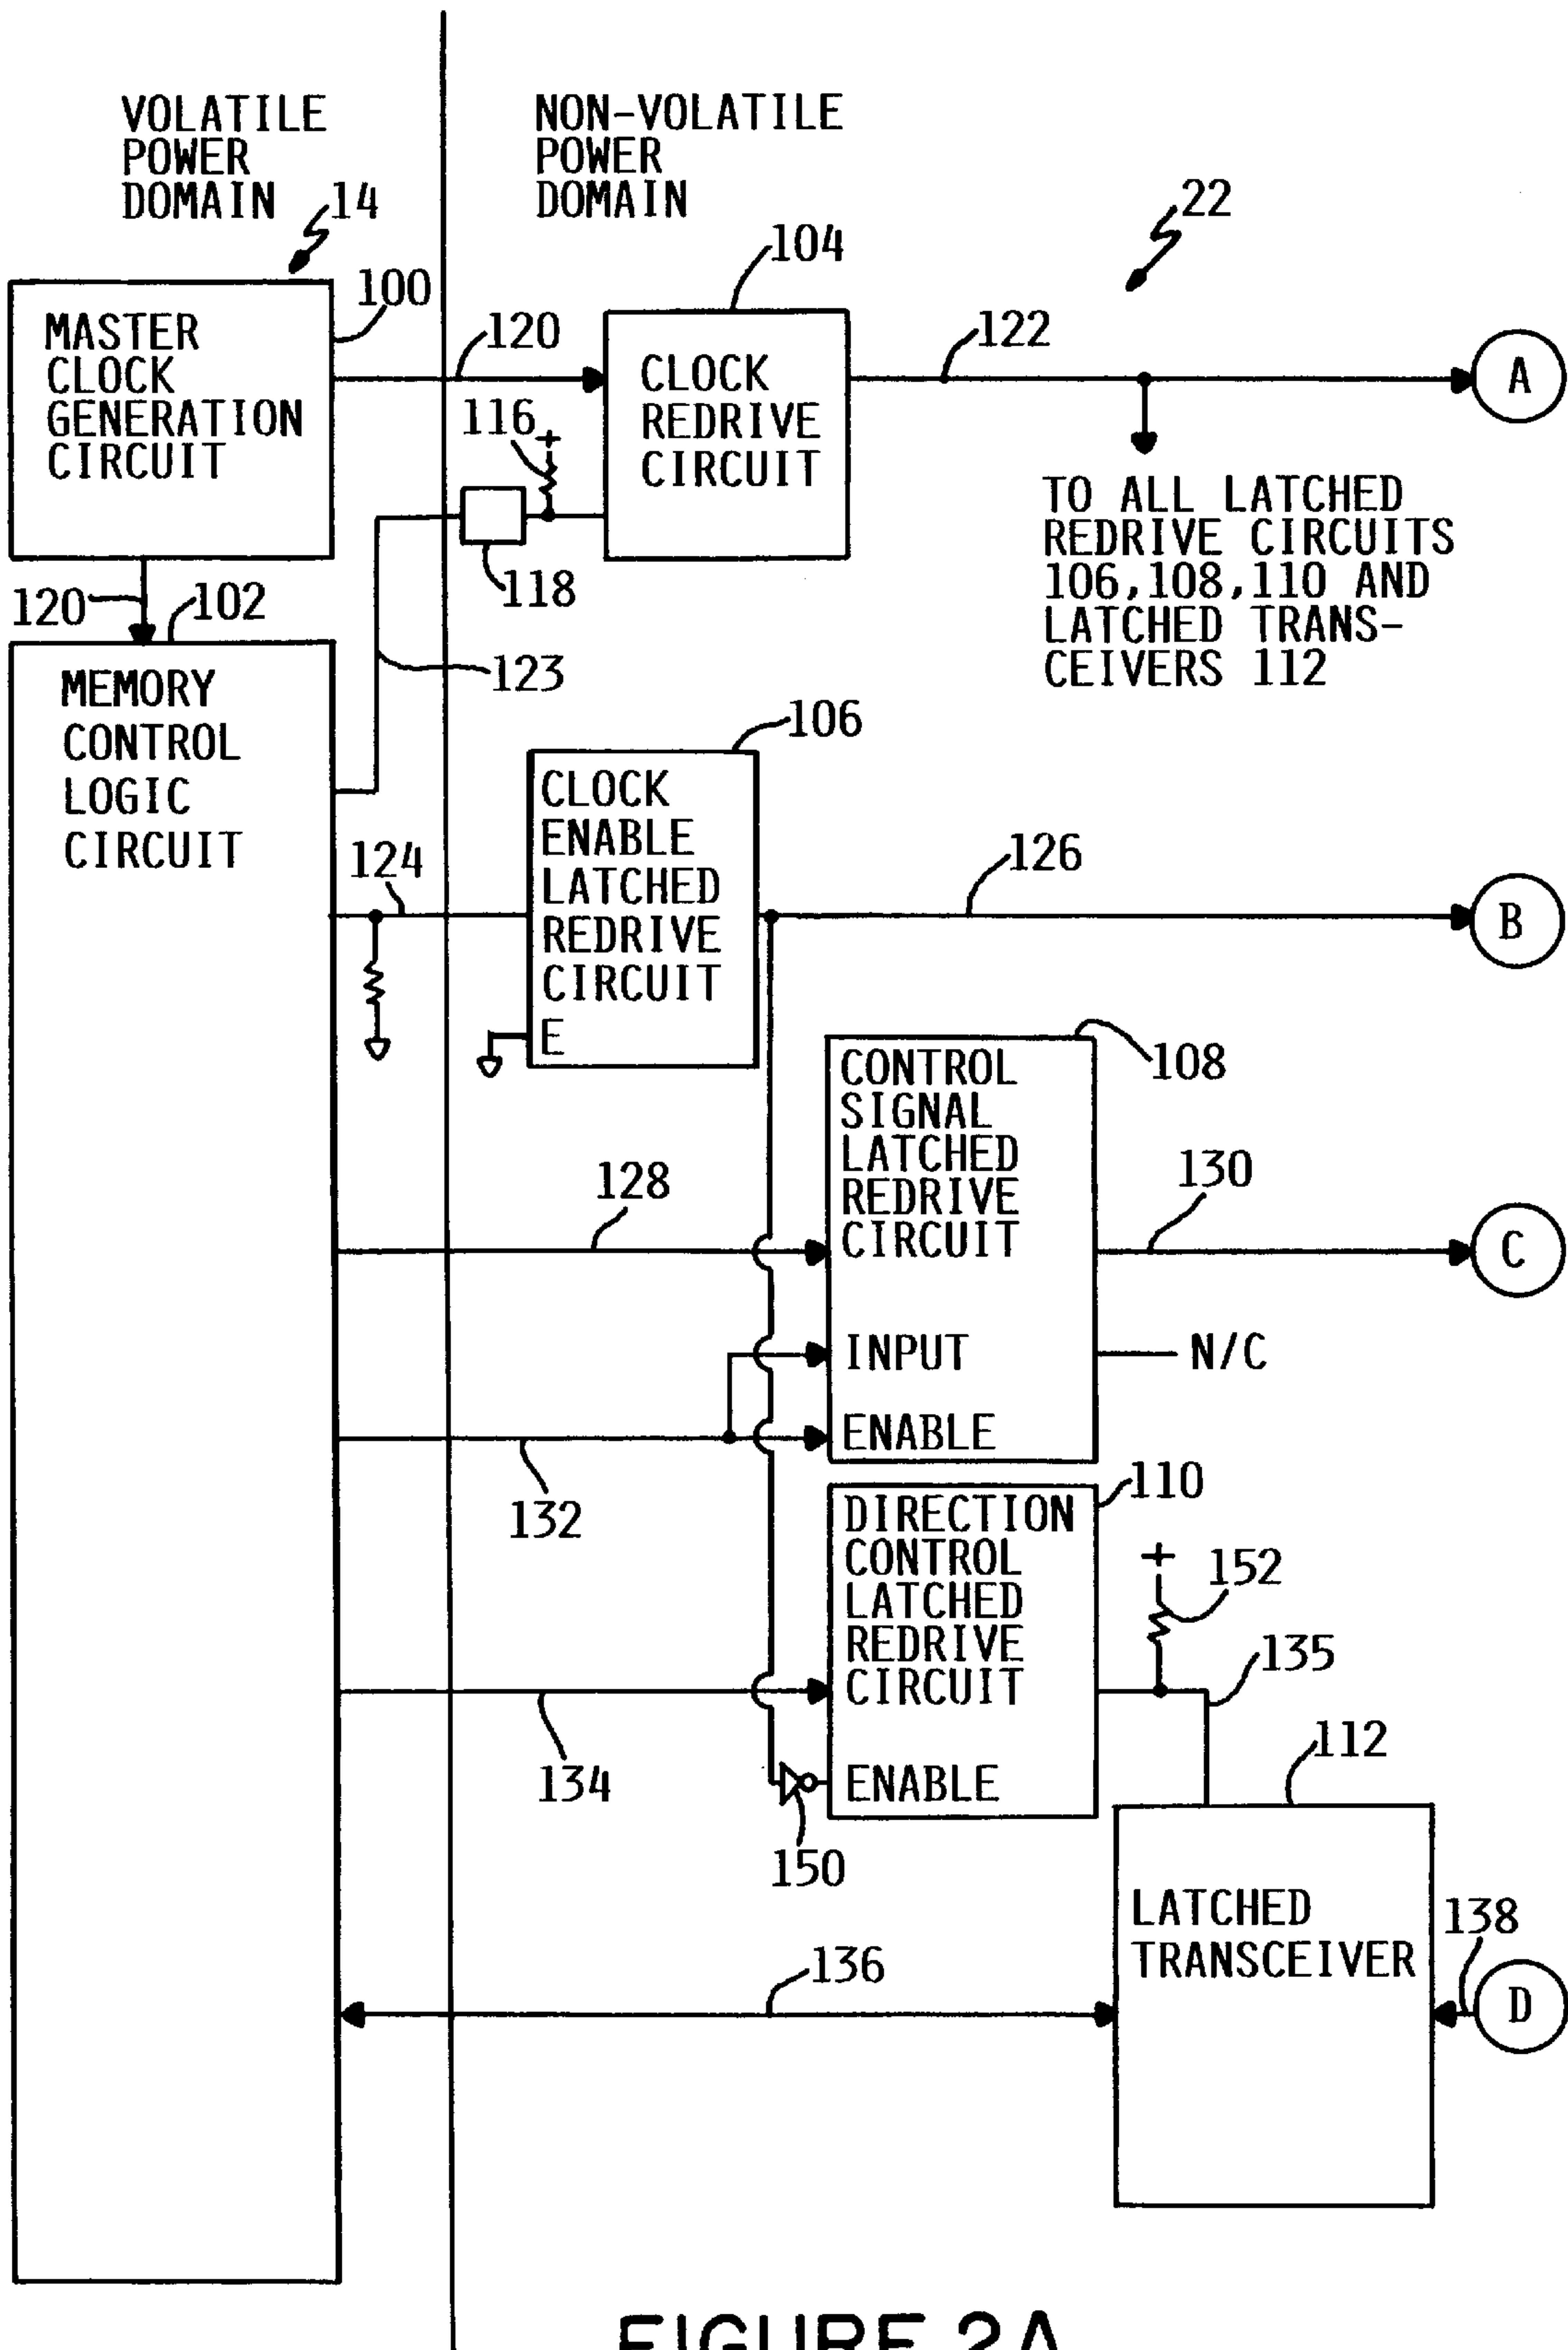 VOLATILE
POWER
DOMAIN
14
NON-VOLATILE
POWER
DOMAIN
22
104
100
MASTER
CLOCK
GENERATION
CIRCUIT
120
CLOCK
REDRIVE
CIRCUIT
122
A
116
118
TO ALL LATCHED
REDRIVE CIRCUITS
106,108,110 AND
LATCHED TRANS-
CEIVERS 112
120
102
123
MEMORY
CONTROL
LOGIC
CIRCUIT
106
CLOCK
ENABLE
LATCHED
REDRIVE
CIRCUIT
E
124
126
B
108
CONTROL
SIGNAL
LATCHED
REDRIVE
CIRCUIT
INPUT
ENABLE
128
130
C
N/C
132
110
DIRECTION
CONTROL
LATCHED
REDRIVE
CIRCUIT
ENABLE
152
135
134
150
112
LATCHED
TRANSCEIVER
138
D
136
FIGURE 2A